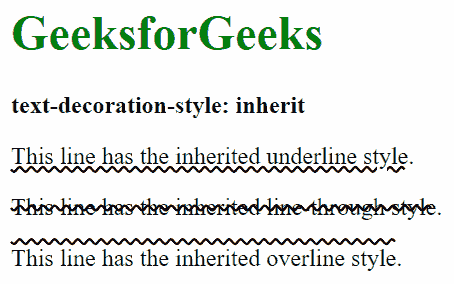 GeeksforGeeks
text-decoration-style: inherit
This line has the inherited underline style.
This line has the inherited line-through style.
This line has the inherited overline style.